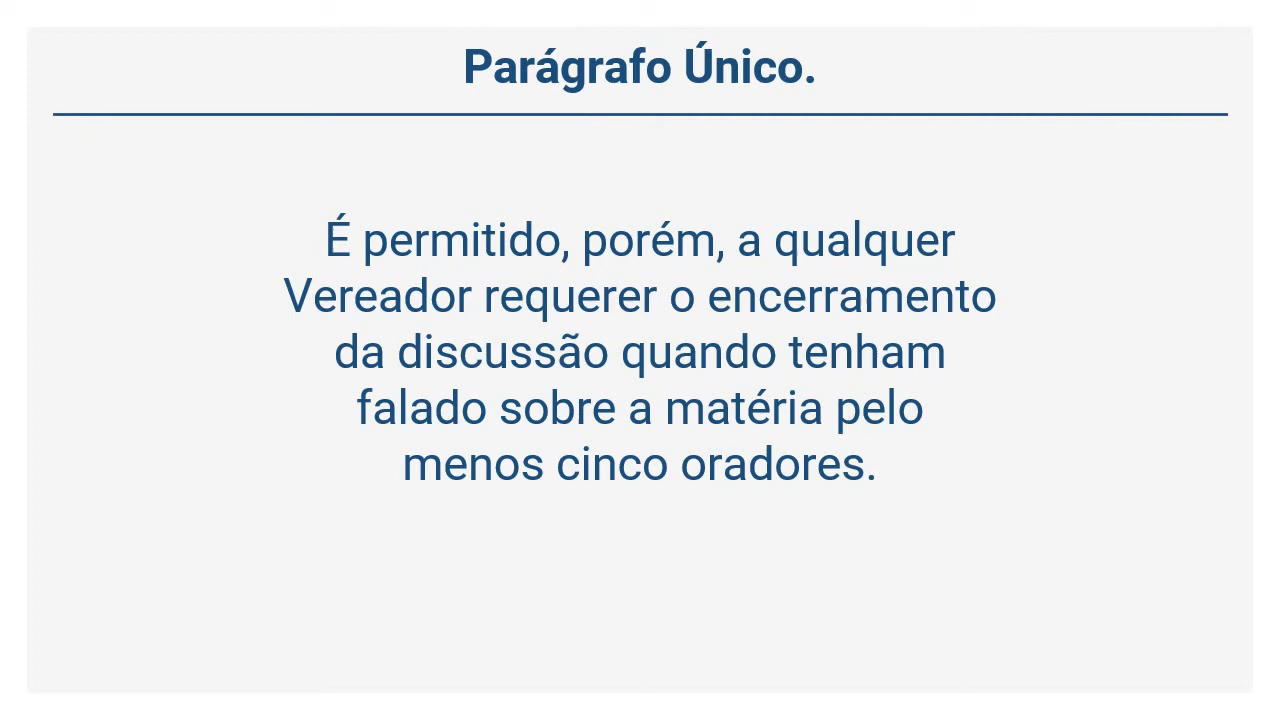 Parágrafo Único.
É permitido, porém, a qualquer
Vereador requerer o encerramento
da discussão quando tenham
falado sobre a matéria pelo
menos cinco oradores.